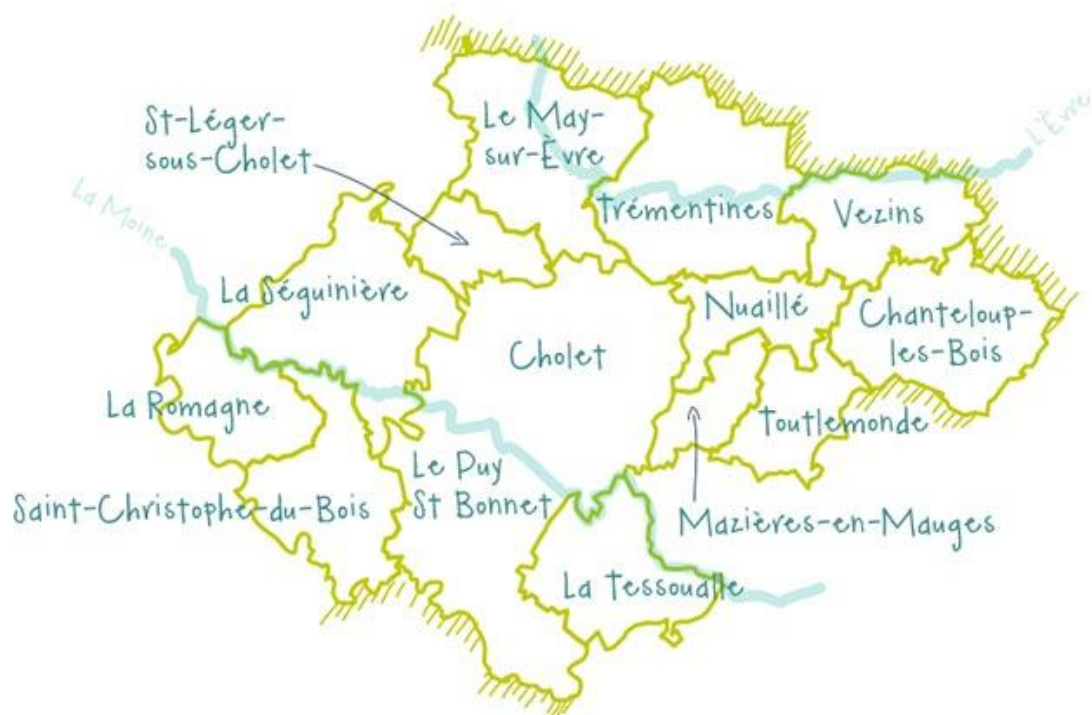 Le May-
sur-Èvre
St-Léger-
sous-Cholet
L'Èvre
La Moine
Trémentines
Vezins
La Séguinière
Nuaillé
Chanteloup-
les-Bois
Cholet
La Romagne
Toutlemonde
Le Puy
St Bonnet
Saint-Christophe-du-Bois
Mazières-en-Mauges
La Tessoualle